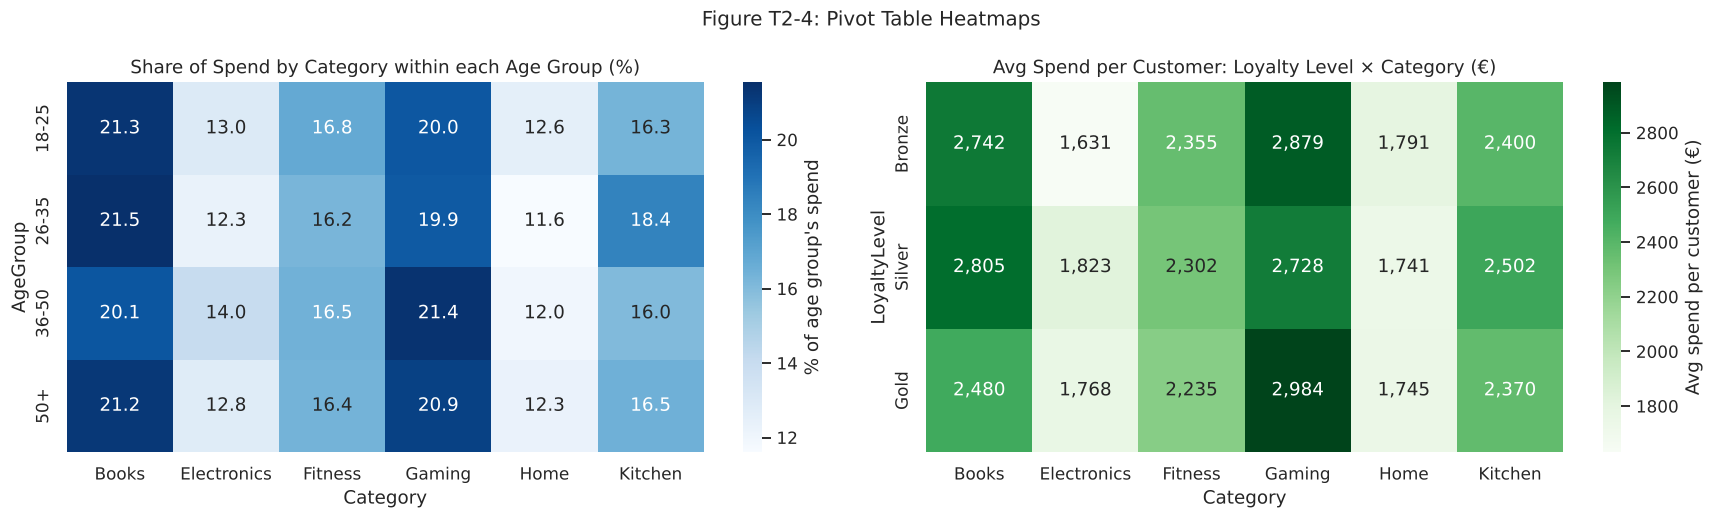 Figure T2-4: Pivot Table Heatmaps
Share of Spend by Category within each Age Group (%)
AgeGroup
18-25 21.3 13.0 16.8 20.0 12.6 16.3
26-35 21.5 12.3 16.2 19.9 11.6 18.4
36-50 20.1 14.0 16.5 21.4 12.0 16.0
50+ 21.2 12.8 16.4 20.9 12.3 16.5
Books Electronics Fitness Gaming Home Kitchen
Category
20
18
16
14
12
% of age group's spend
Avg Spend per Customer: Loyalty Level × Category (€)
LoyaltyLevel
Bronze 2,742 1,631 2,355 2,879 1,791 2,400
Silver 2,805 1,823 2,302 2,728 1,741 2,502
Gold 2,480 1,768 2,235 2,984 1,745 2,370
Books Electronics Fitness Gaming Home Kitchen
Category
2800
2600
2400
2200
2000
1800
Avg spend per customer (€)